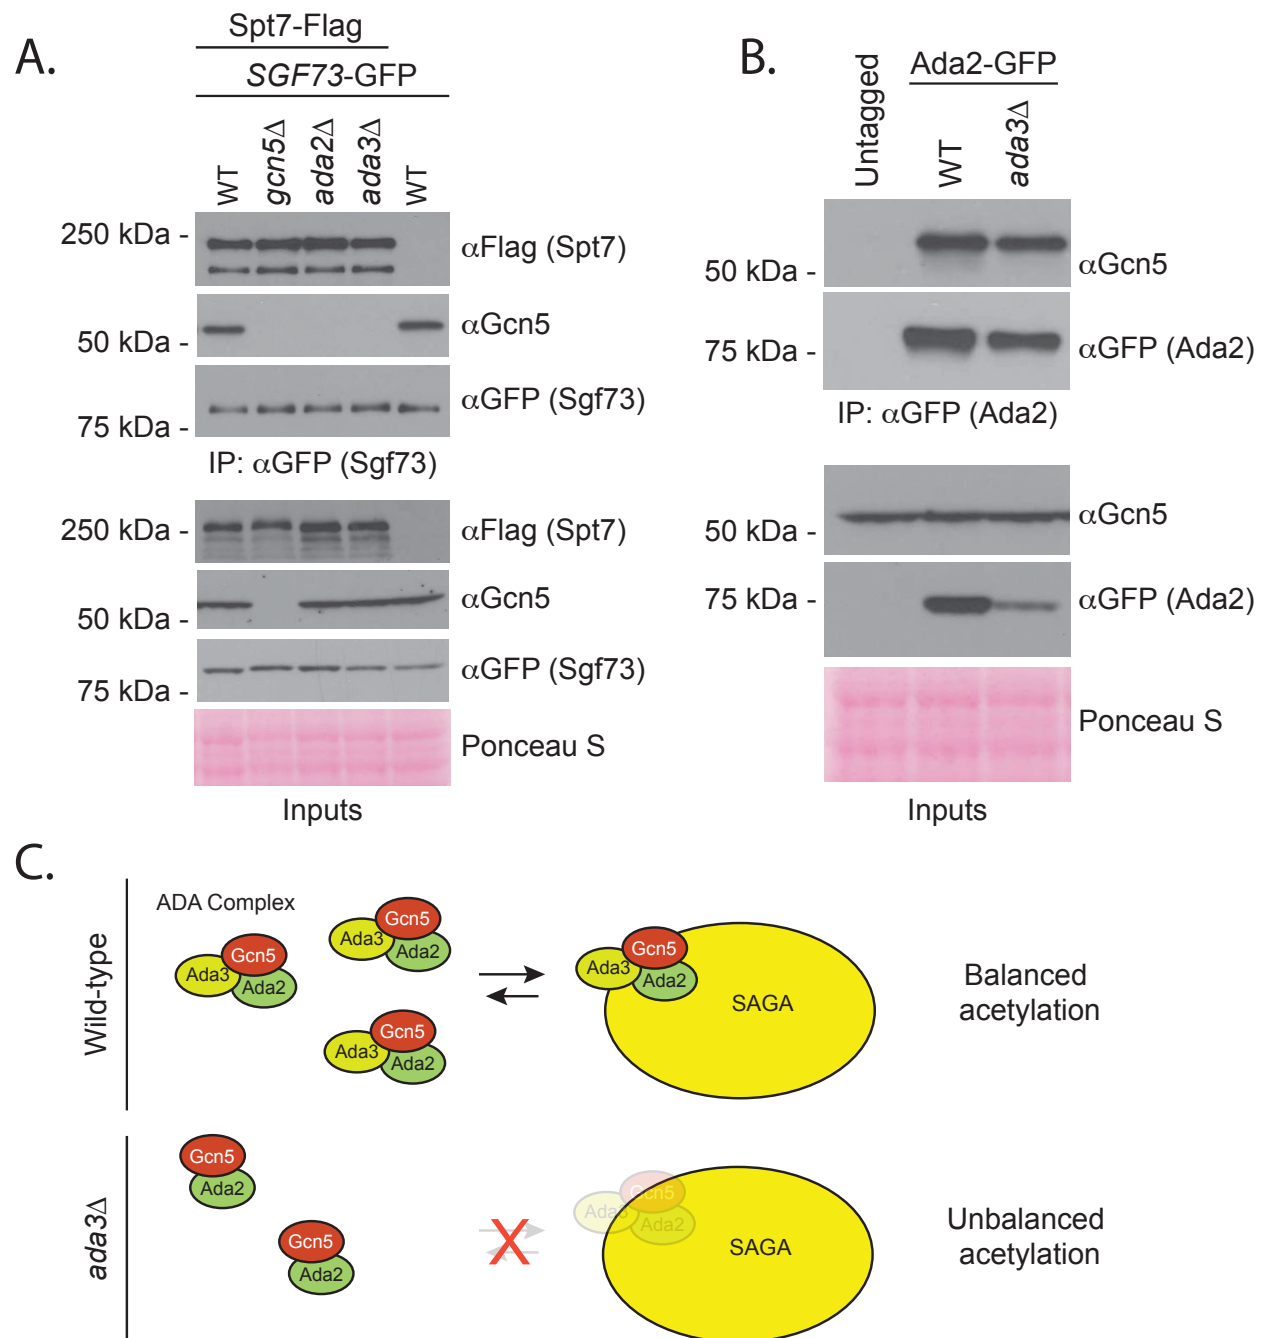 A.
Spt7-Flag
SGF73-GFP
WT
gcn5Δ
ada2Δ
ada3Δ
WT
250 kDa -
αFlag (Spt7)
50 kDa -
αGcn5
75 kDa -
αGFP (Sgf73)
IP: αGFP (Sgf73)
250 kDa -
αFlag (Spt7)
50 kDa -
αGcn5
75 kDa -
αGFP (Sgf73)
Ponceau S
Inputs
B.
Ada2-GFP
Untagged
WT
ada3Δ
50 kDa -
αGcn5
75 kDa -
αGFP (Ada2)
IP: αGFP (Ada2)
50 kDa -
αGcn5
75 kDa -
αGFP (Ada2)
Ponceau S
Inputs
C.
Wild-type
ADA Complex
Ada3
Gcn5
Ada2
Ada3
Gcn5
Ada2
Ada3
Gcn5
Ada2
Ada3
Gcn5
Ada2
SAGA
Balanced
acetylation
ada3Δ
Gcn5
Ada2
Gcn5
Ada2
X
Ada3
Gcn5
Ada2
SAGA
Unbalanced
acetylation